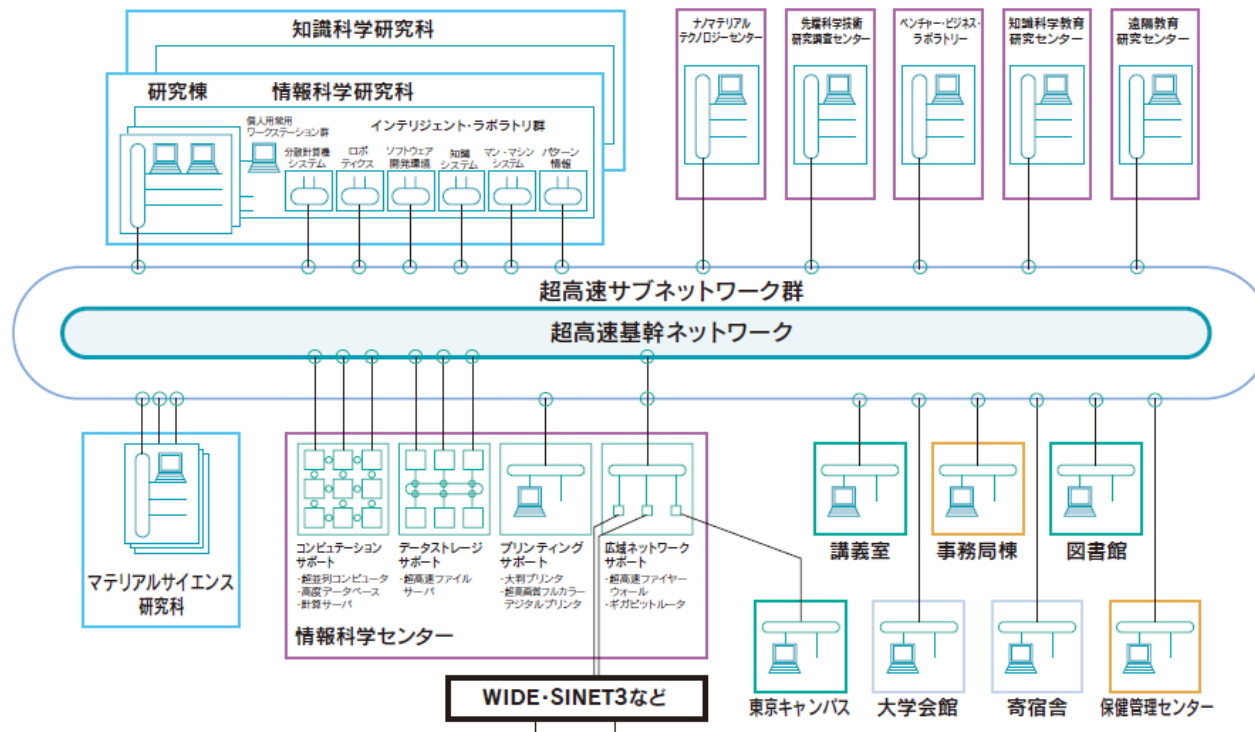 知識科学研究科
研究棟
情報科学研究科
個人用常用
ワークステーション群
インテリジェント・ラボラトリ群
分散計算機
システム
ロボ
ティクス
ソフトウェア
開発環境
知識
システム
マン・マシン
システム
パターン
情報
ナノマテリアル
テクノロジーセンター
先端科学技術
研究調査センター
ベンチャー・ビジネス・
ラボラトリー
知識科学教育
研究センター
遠隔教育
研究センター
超高速サブネットワーク群
超高速基幹ネットワーク
マテリアルサイエンス
研究科
コンピュテーション
サポート
・超並列コンピュータ
・高度データベース
・計算サーバ
データストレージ
サポート
・超高速ファイル
サーバ
プリンティング
サポート
・大判プリンタ
・超高画質フルカラー
デジタルプリンタ
広域ネットワーク
サポート
・超高速ファイヤー
ウォール
・ギガビットルータ
情報科学センター
WIDE・SINET3など
講義室
事務局棟
図書館
東京キャンパス
大学会館
寄宿舎
保健管理センター